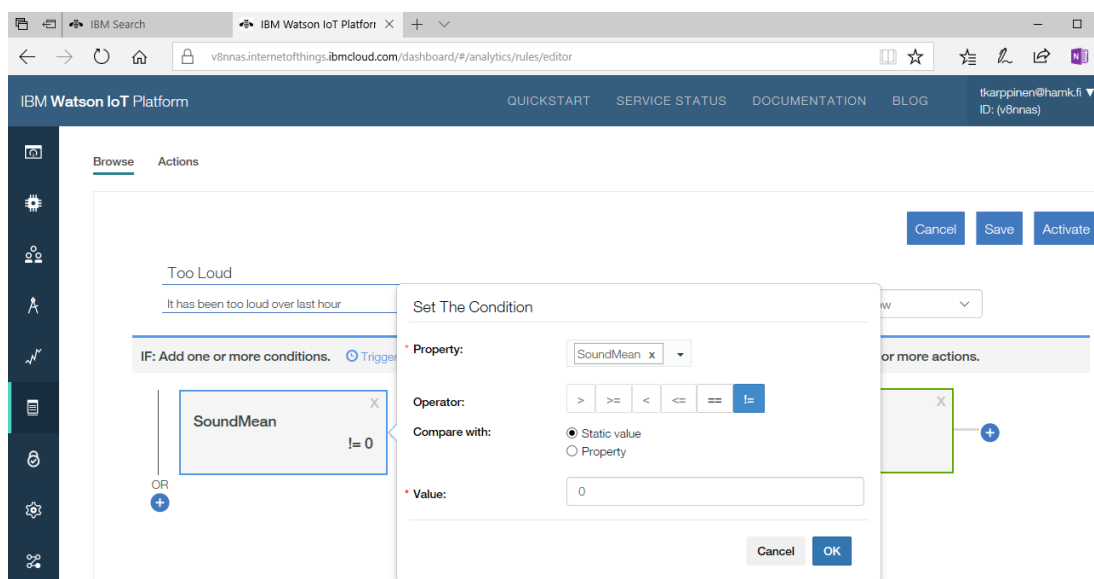 IBM Search
IBM Watson IoT Platforr
v8nnas.internetofthings.ibmcloud.com/dashboard/#/analytics/rules/editor
IBM Watson IoT Platform
QUICKSTART SERVICE STATUS DOCUMENTATION BLOG
tkarppinen@hamk.fi
ID: (v8nnas)
Browse Actions
Cancel Save Activate
Too Loud
It has been too loud over last hour
Set The Condition
IF: Add one or more conditions. Trigger
or more actions.
* Property: SoundMean x
Operator: > >= < <= == !=
SoundMean X
!= 0
X
Compare with: Static value
Property
OR
* Value: 0
Cancel OK